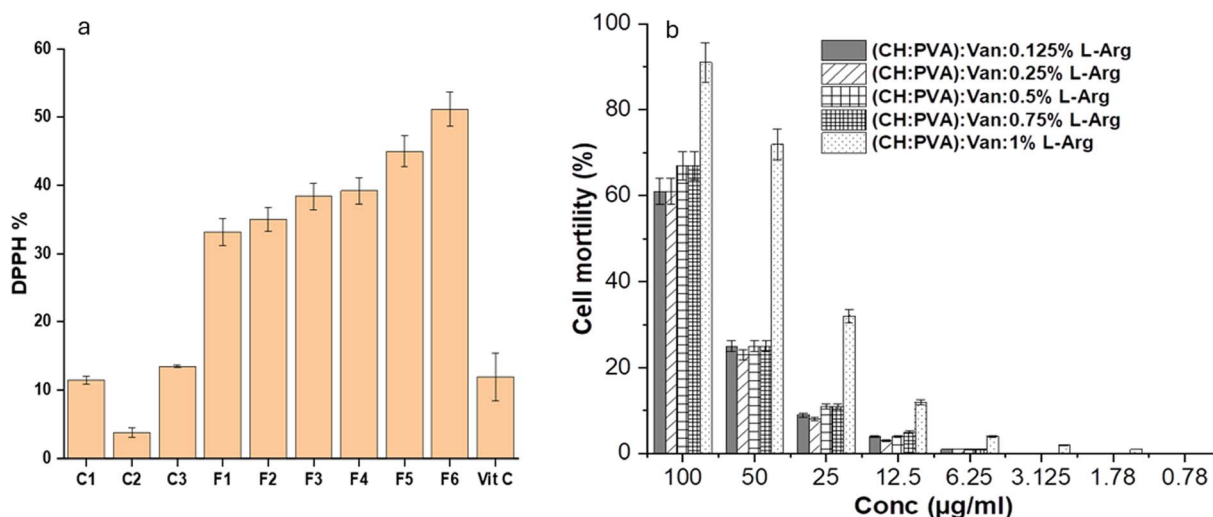 a
60
50
40
30
20
10
0
DPPH %
C1 C2 C3 F1 F2 F3 F4 F5 F6 Vit C
b
100
80
60
40
20
0
Cell mortility (%)
(CH:PVA):Van:0.125% L-Arg
(CH:PVA):Van:0.25% L-Arg
(CH:PVA):Van:0.5% L-Arg
(CH:PVA):Van:0.75% L-Arg
(CH:PVA):Van:1% L-Arg
100 50 25 12.5 6.25 3.125 1.78 0.78
Conc (µg/ml)